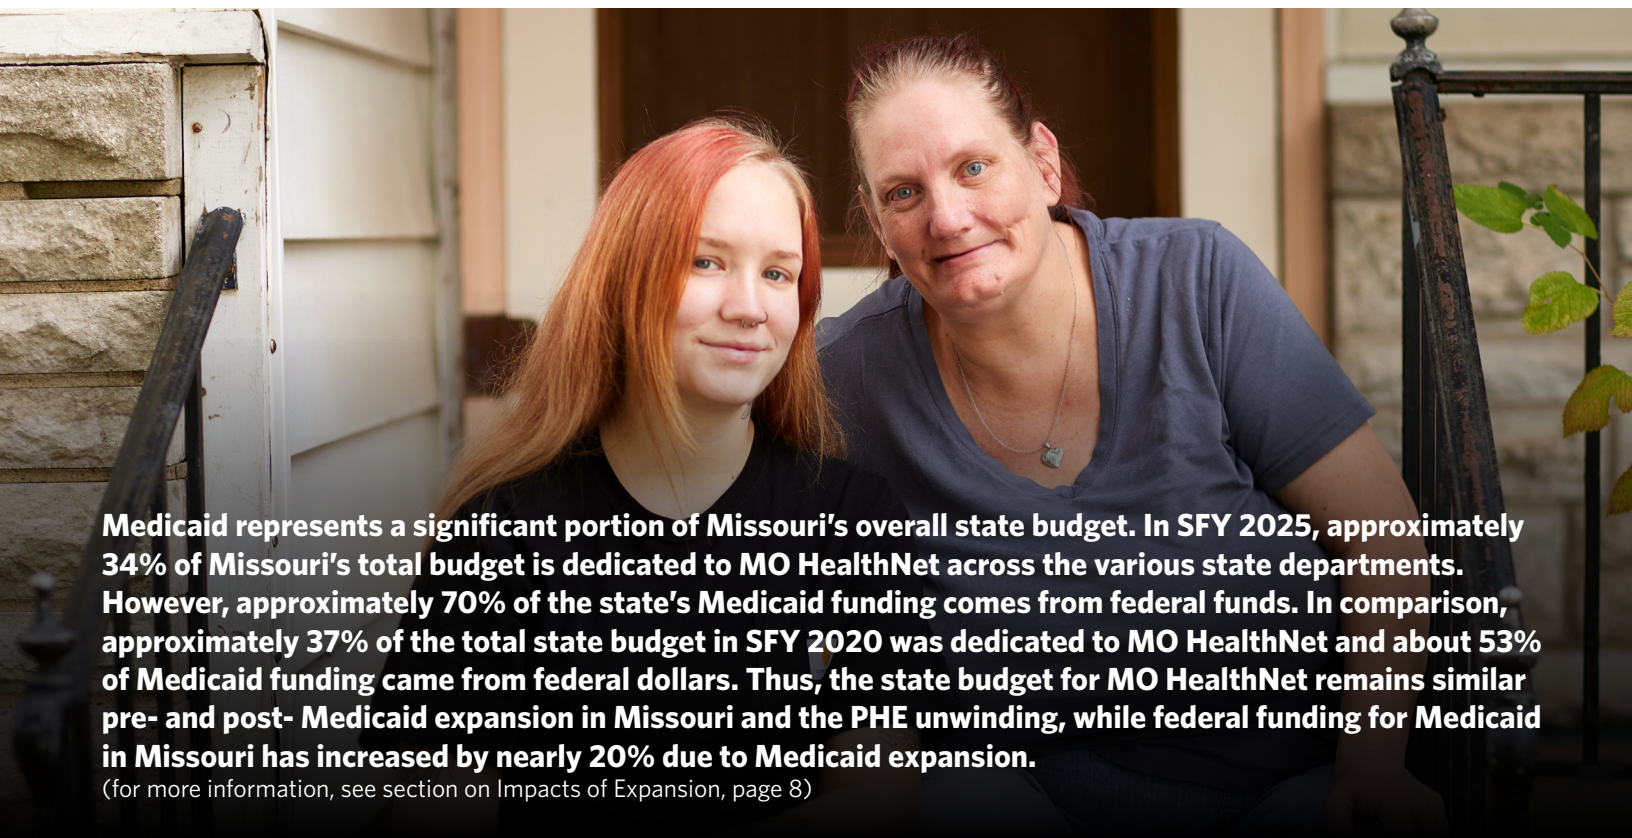 Medicaid represents a significant portion of Missouri’s overall state budget. In SFY 2025, approximately
34% of Missouri’s total budget is dedicated to MO HealthNet across the various state departments.
However, approximately 70% of the state’s Medicaid funding comes from federal funds. In comparison,
approximately 37% of the total state budget in SFY 2020 was dedicated to MO HealthNet and about 53%
of Medicaid funding came from federal dollars. Thus, the state budget for MO HealthNet remains similar
pre- and post- Medicaid expansion in Missouri and the PHE unwinding, while federal funding for Medicaid
in Missouri has increased by nearly 20% due to Medicaid expansion.
(for more information, see section on Impacts of Expansion, page 8)